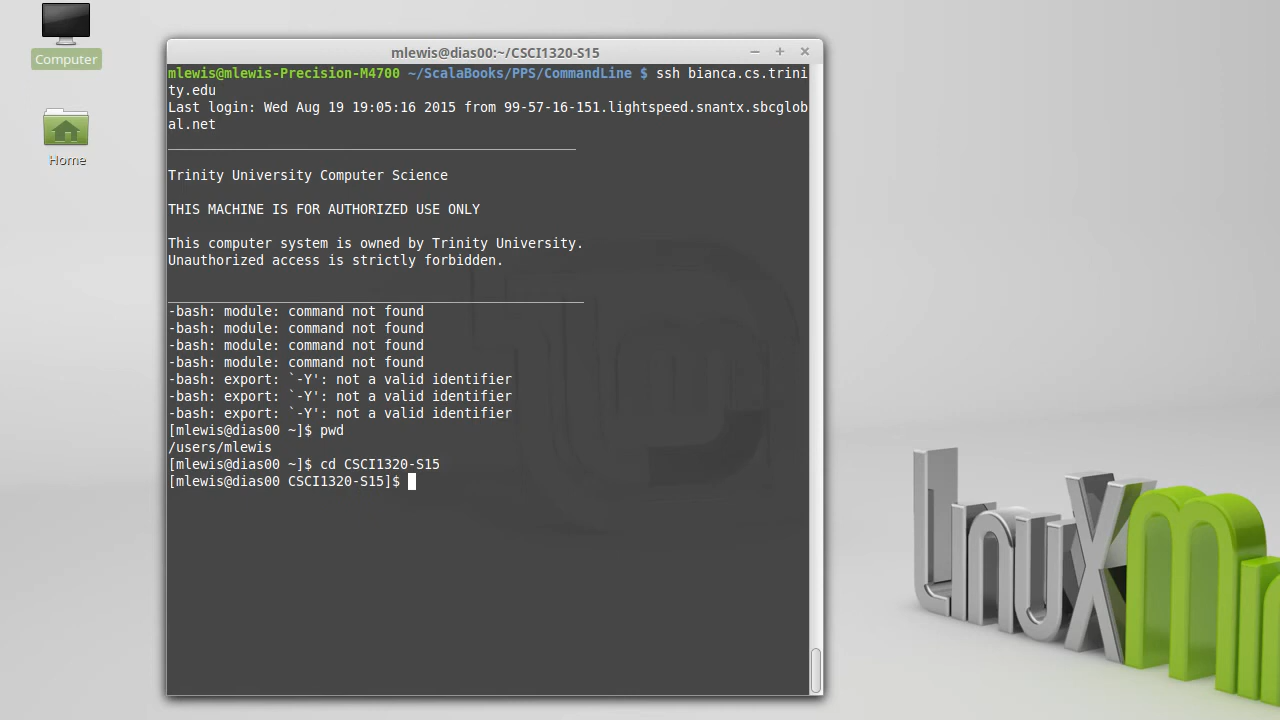 Computer
Home
mlewis@dias00:~/CSCI1320-S15
mlewis@mlewis-Precision-M4700 ~/ScalaBooks/PPS/CommandLine $ ssh bianca.cs.trini
ty.edu
Last login: Wed Aug 19 19:05:16 2015 from 99-57-16-151.lightspeed.snantx.sbcglob
al.net
___________________________________________________
Trinity University Computer Science
THIS MACHINE IS FOR AUTHORIZED USE ONLY
This computer system is owned by Trinity University.
Unauthorized access is strictly forbidden.
____________________________________________________
-bash: module: command not found
-bash: module: command not found
-bash: module: command not found
-bash: module: command not found
-bash: export: `-Y': not a valid identifier
-bash: export: `-Y': not a valid identifier
-bash: export: `-Y': not a valid identifier
[mlewis@dias00 ~]$ pwd
/users/mlewis
[mlewis@dias00 ~]$ cd CSCI1320-S15
[mlewis@dias00 CSCI1320-S15]$
LinuxMin